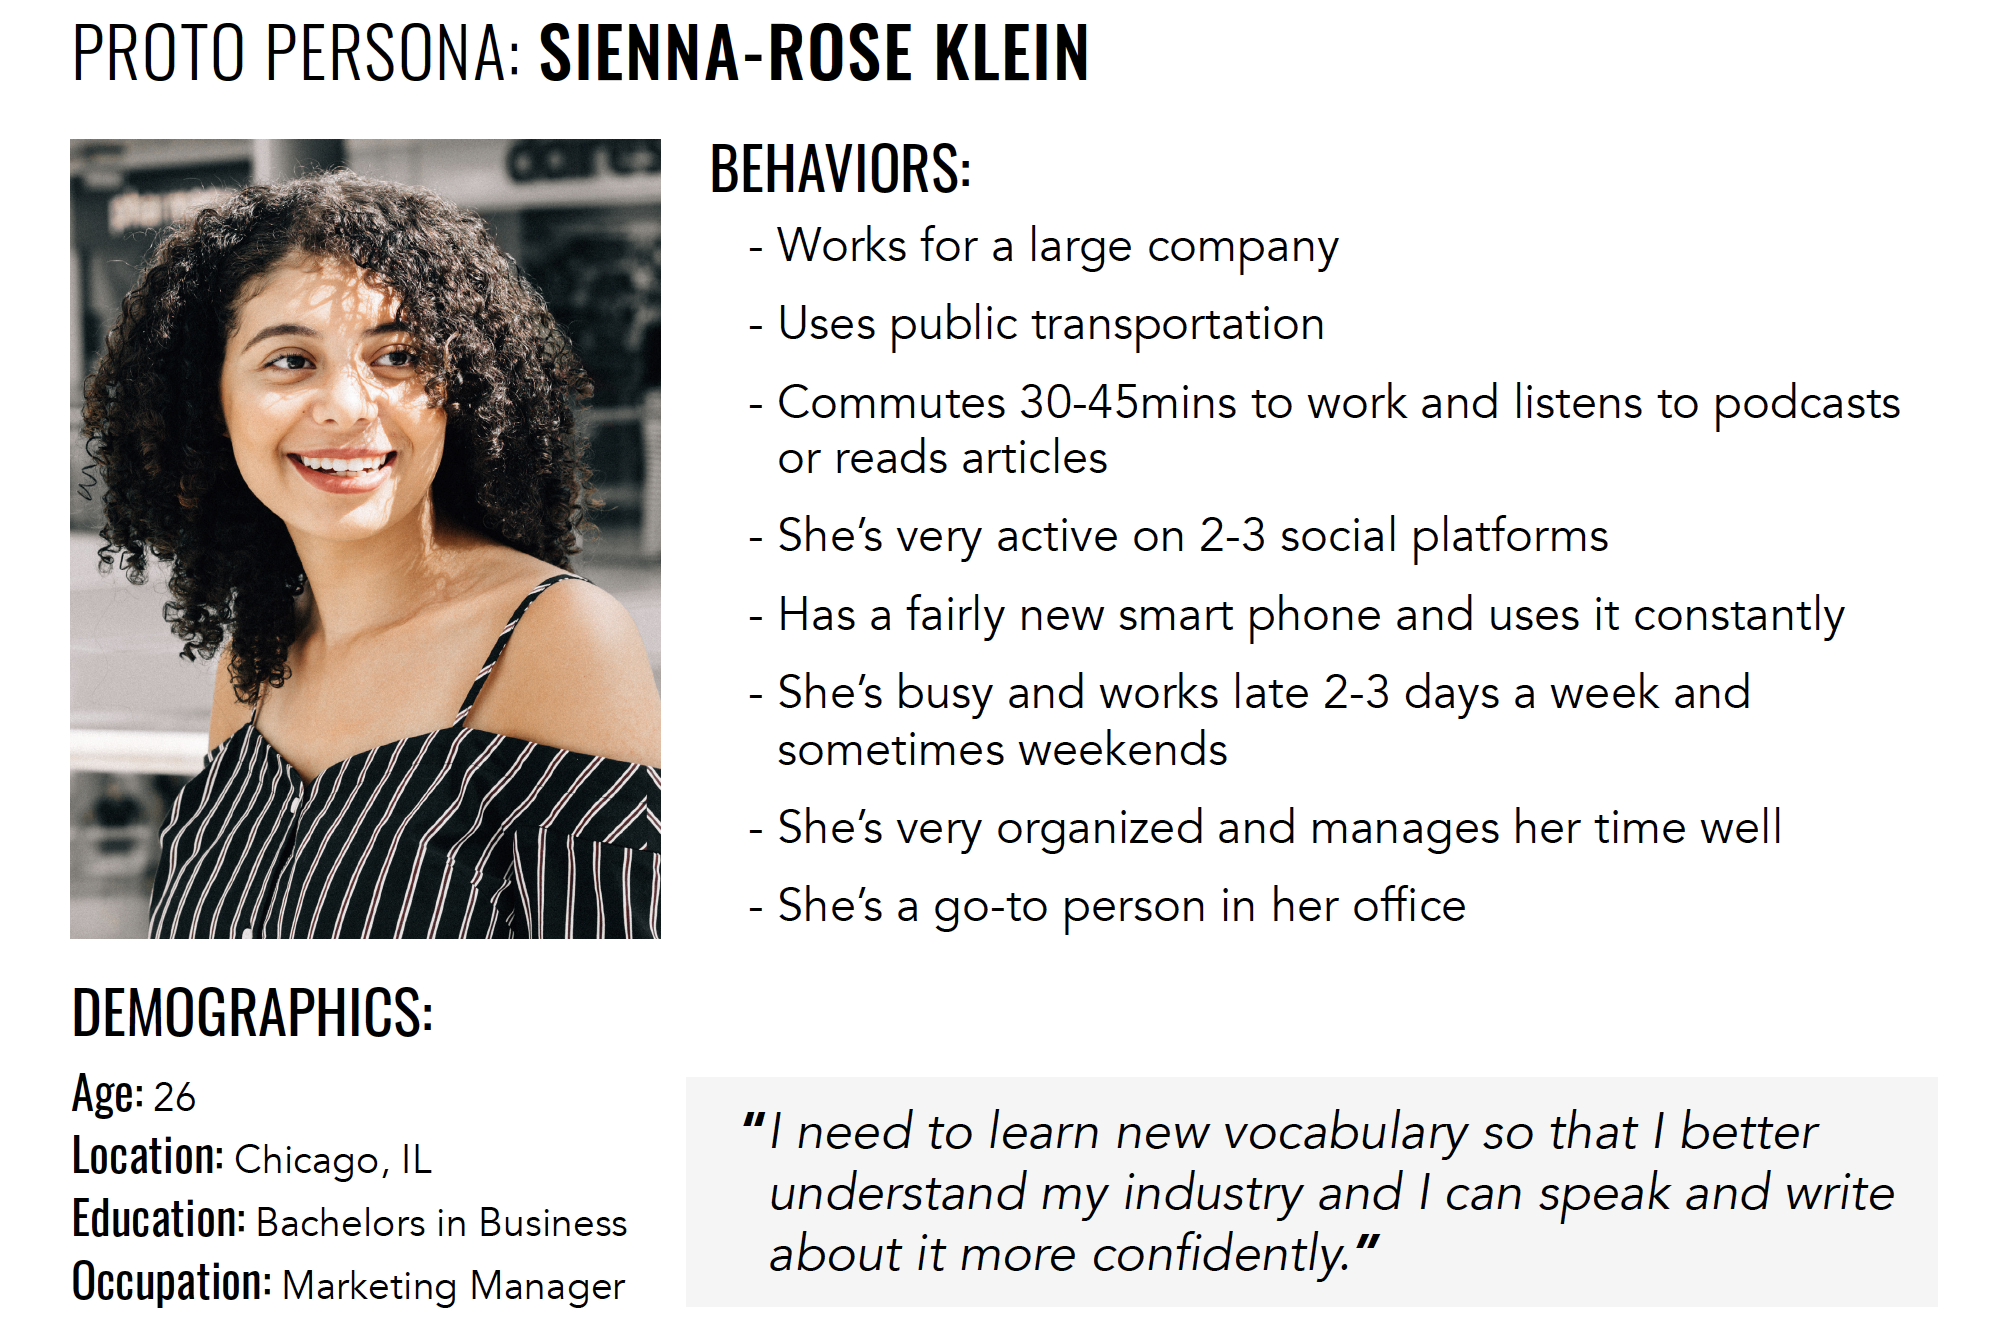 PROTO PERSONA: SIENNA-ROSE KLEIN
BEHAVIORS:
- Works for a large company
- Uses public transportation
- Commutes 30-45mins to work and listens to podcasts
or reads articles
- She’s very active on 2-3 social platforms
- Has a fairly new smart phone and uses it constantly
- She’s busy and works late 2-3 days a week and
sometimes weekends
- She’s very organized and manages her time well
- She’s a go-to person in her office
DEMOGRAPHICS:
Age: 26
Location: Chicago, IL
Education: Bachelors in Business
Occupation: Marketing Manager
“I need to learn new vocabulary so that I better
understand my industry and I can speak and write
about it more confidently.”